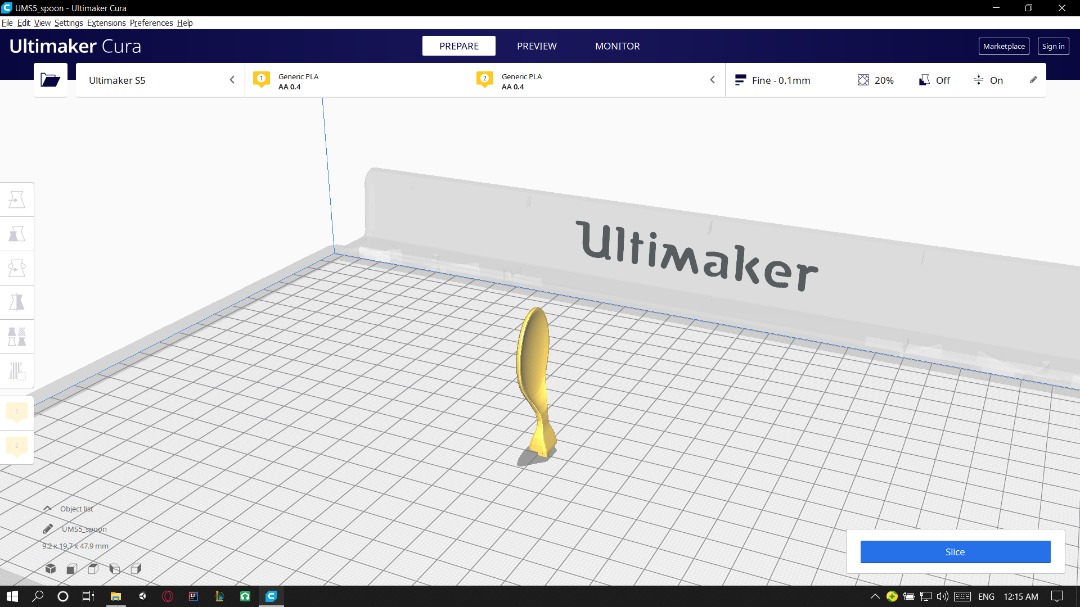 UMS5_spoon - Ultimaker Cura
File Edit View Settings Extensions Preferences Help
Ultimaker Cura
PREPARE PREVIEW MONITOR
Marketplace Sign in
Ultimaker S5
1 Generic PLA
AA 0.4
2 Generic PLA
AA 0.4
Fine - 0.1mm 20% Off On
Ultimaker
Object list
UMS5_spoon
9.2 x 19.7 x 47.9 mm
Slice
ENG 12:15 AM